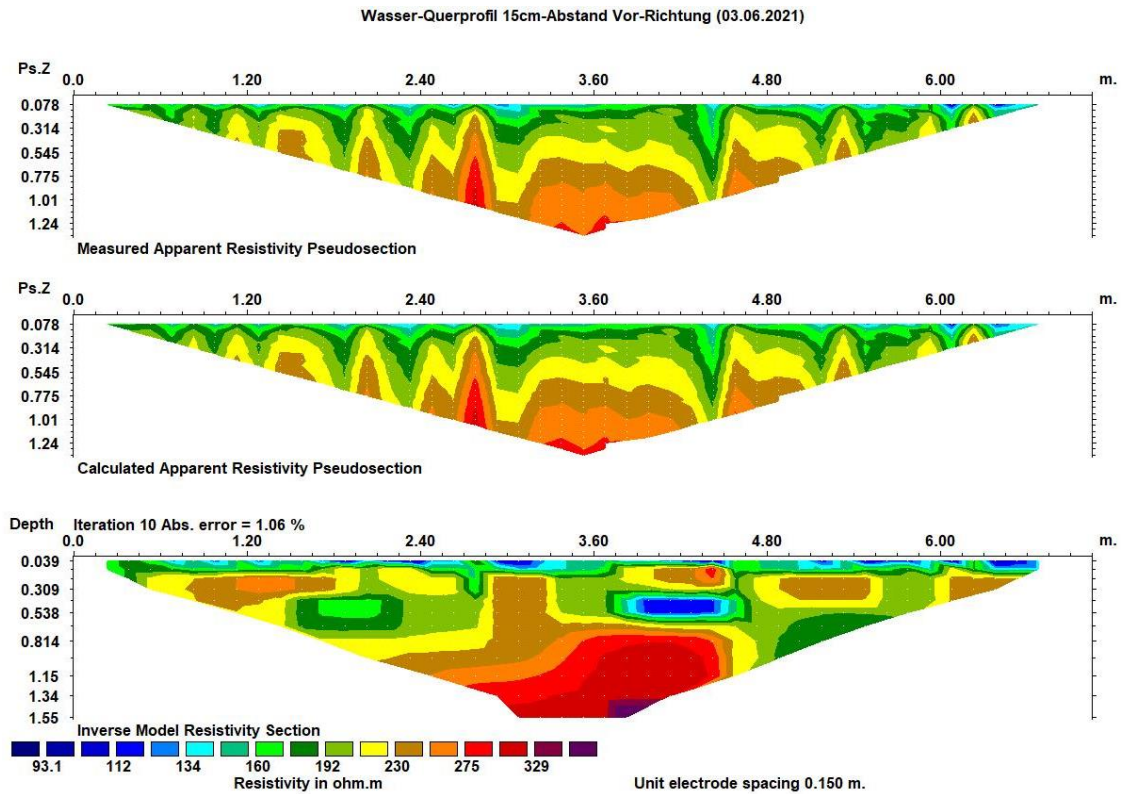 Wasser-Querprofil 15cm-Abstand Vor-Richtung (03.06.2021)
Ps.Z 0.0 1.20 2.40 3.60 4.80 6.00 m.
0.078
0.314
0.545
0.775
1.01
1.24
Measured Apparent Resistivity Pseudosection
Ps.Z 0.0 1.20 2.40 3.60 4.80 6.00 m.
0.078
0.314
0.545
0.775
1.01
1.24
Calculated Apparent Resistivity Pseudosection
Depth Iteration 10 Abs. error = 1.06 %
0.0 1.20 2.40 3.60 4.80 6.00 m.
0.039
0.309
0.538
0.814
1.15
1.34
1.55
Inverse Model Resistivity Section
93.1 112 134 160 192 230 275 329
Resistivity in ohm.m Unit electrode spacing 0.150 m.